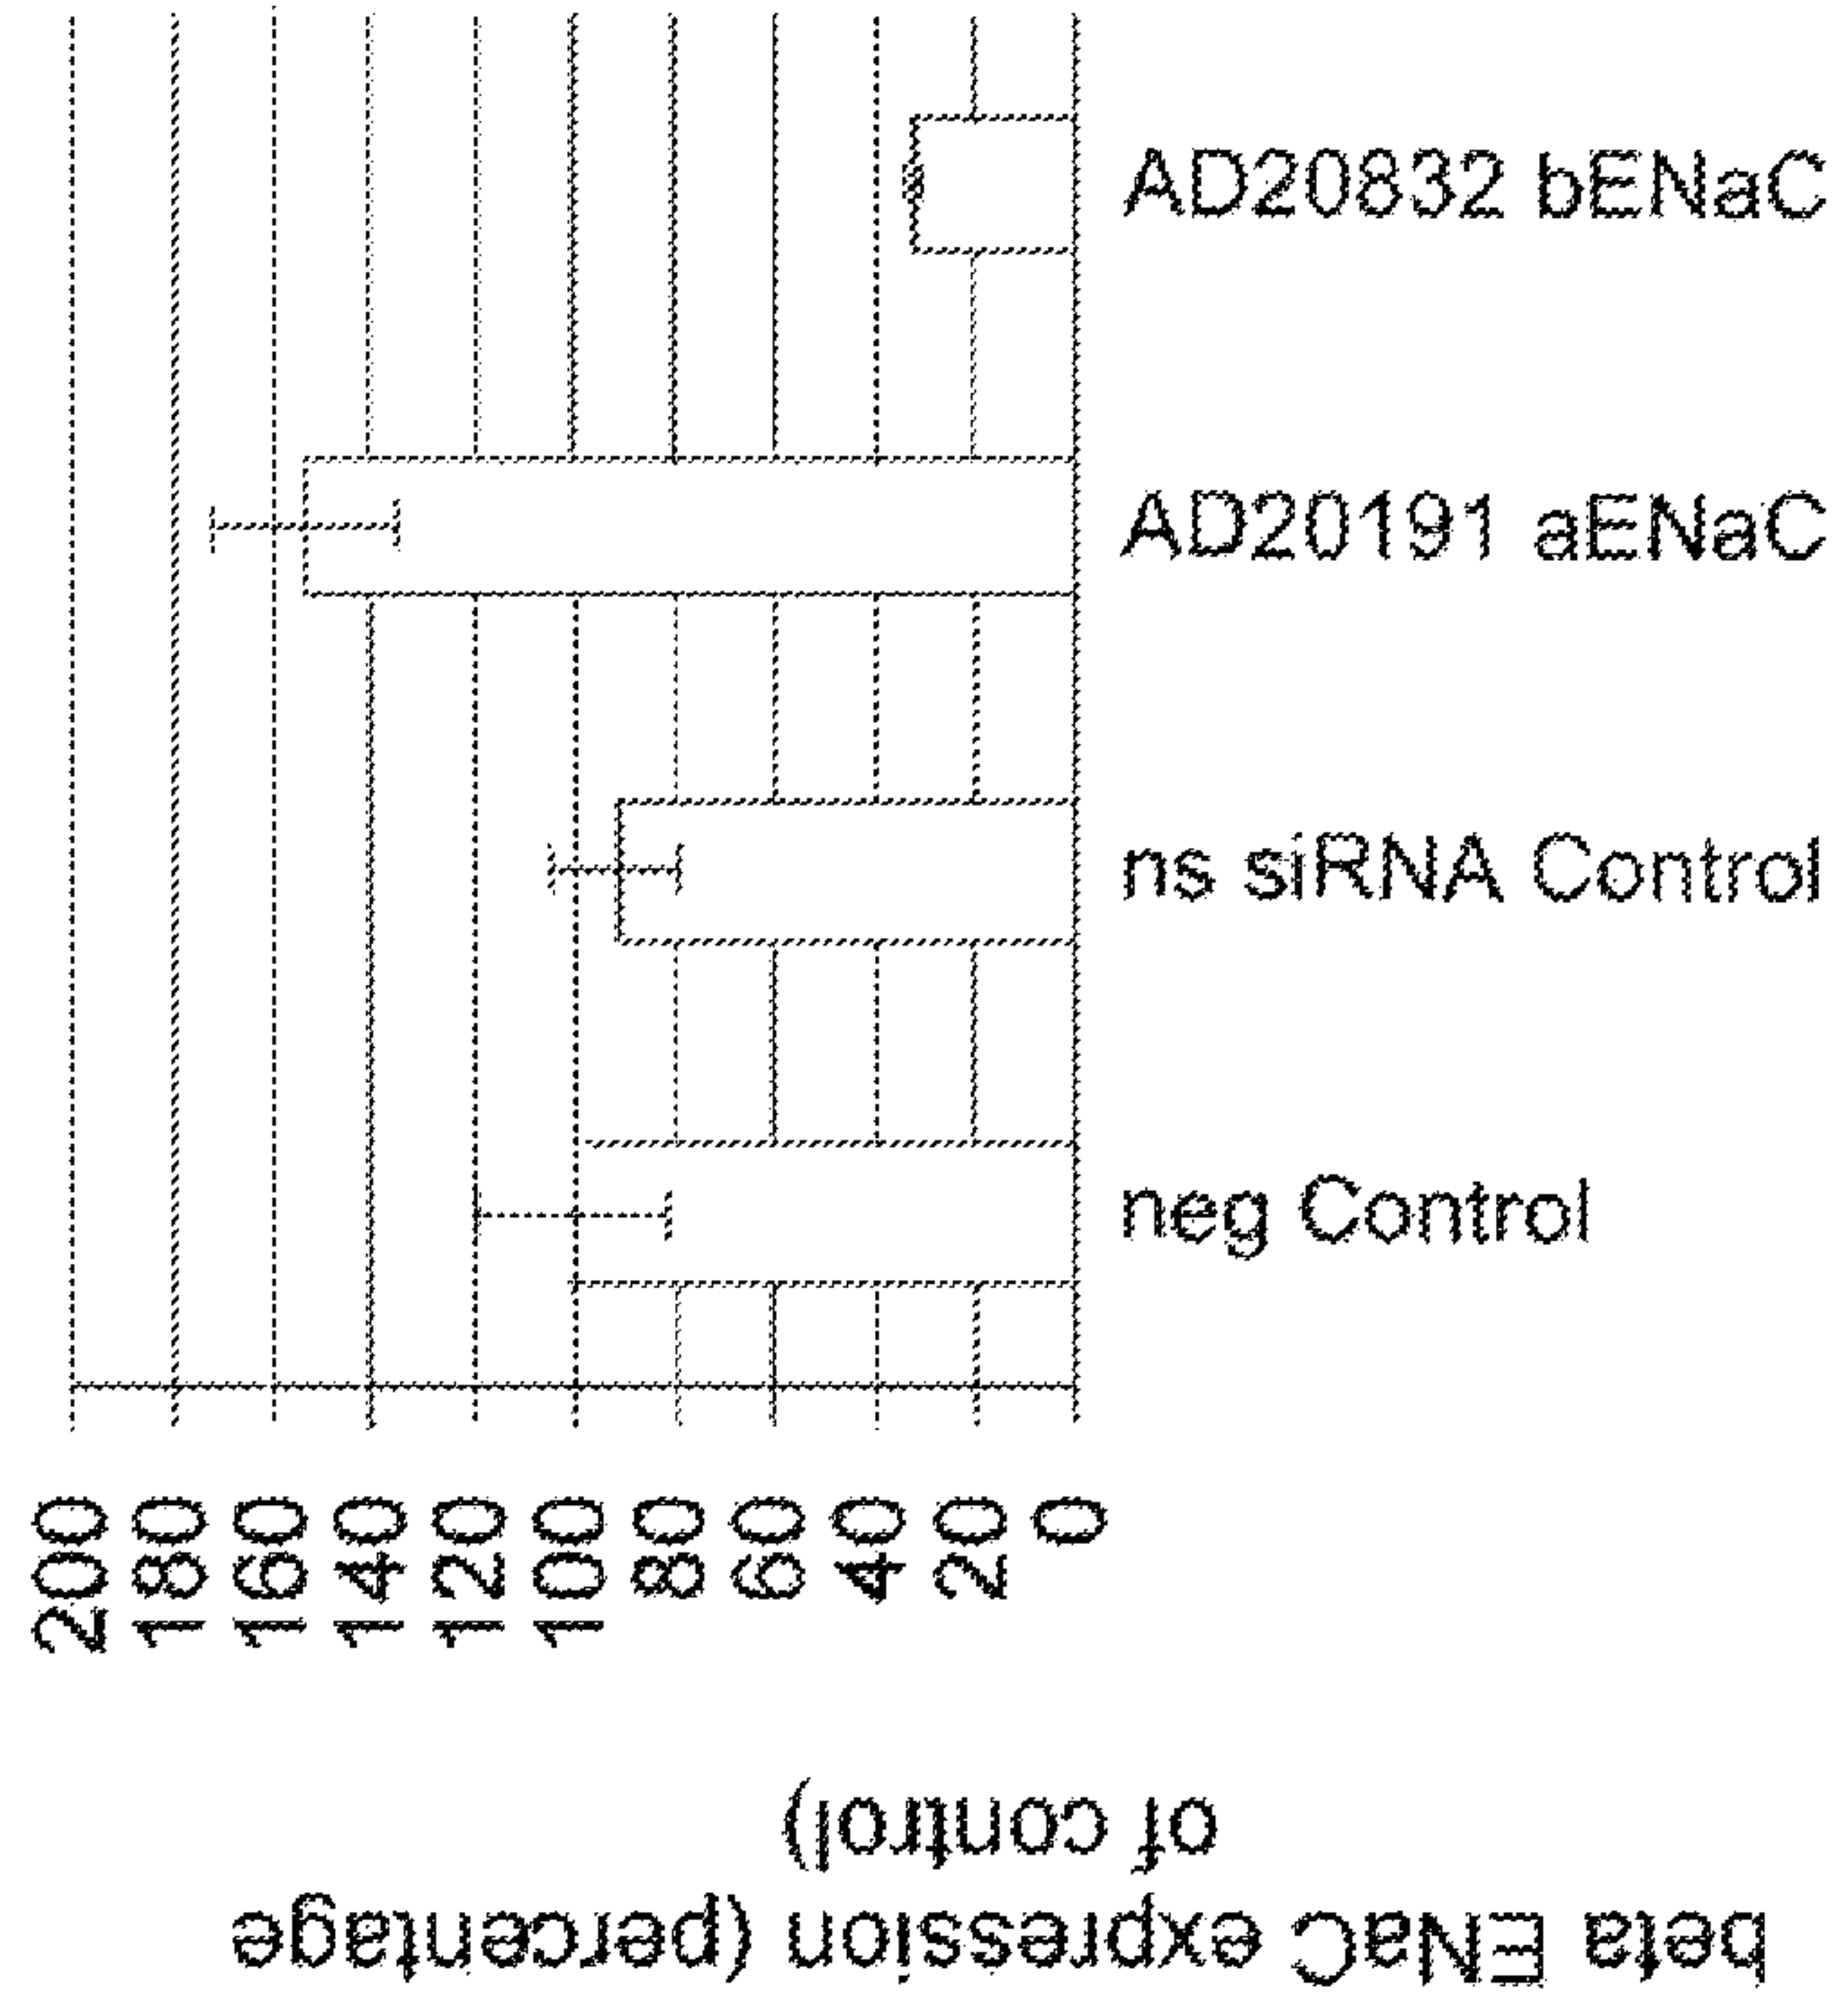 AD20832 bENaC
AD20191 aENaC
ns siRNA Control
neg Control
200
180
160
140
120
100
80
60
40
20
0
beta ENaC expression (percentage
of control)